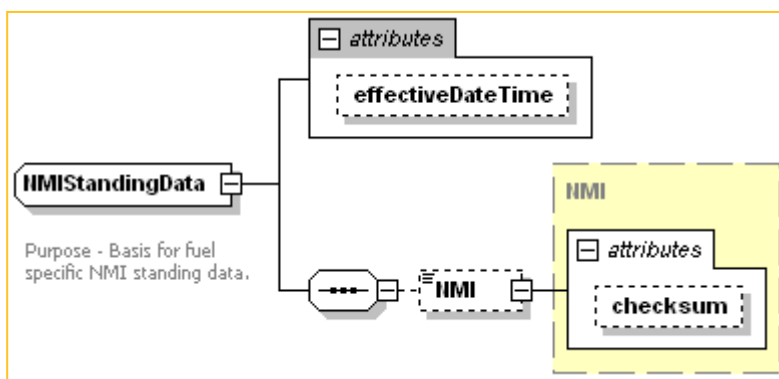 attributes
effectiveDateTime
NMIStandingData
Purpose - Basis for fuel
specific NMI standing data.
NMI
NMI
attributes
checksum